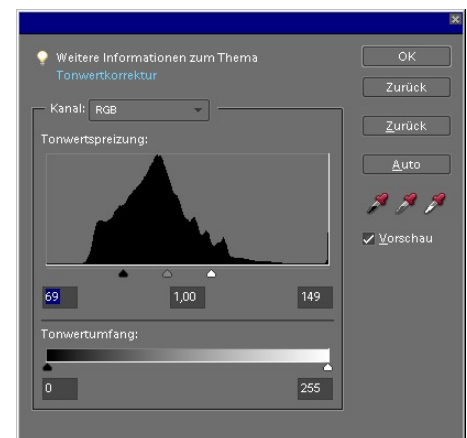 Weitere Informationen zum Thema
Tonwertkorrektur
Kanal: RGB
Tonwertspreizung:
69 1,00 149
Tonwertumfang:
0 255
OK
Zurück
Zurück
Auto
Vorschau